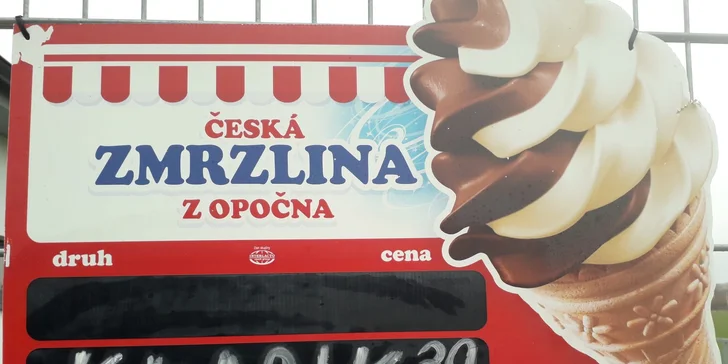 ČESKÁ
ZMRZLINA
Z OPOČNA
druh cena